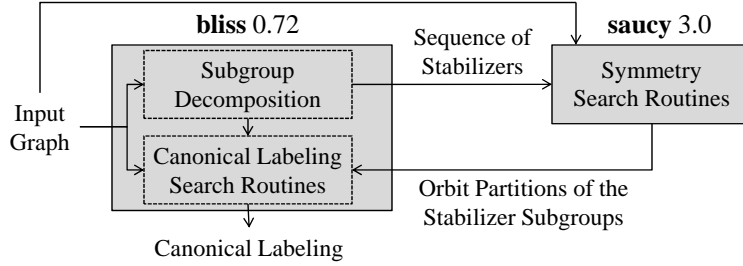 bliss 0.72
saucy 3.0
Input
Graph
Subgroup
Decomposition
Sequence of
Stabilizers
Symmetry
Search Routines
Canonical Labeling
Search Routines
Orbit Partitions of the
Stabilizer Subgroups
Canonical Labeling